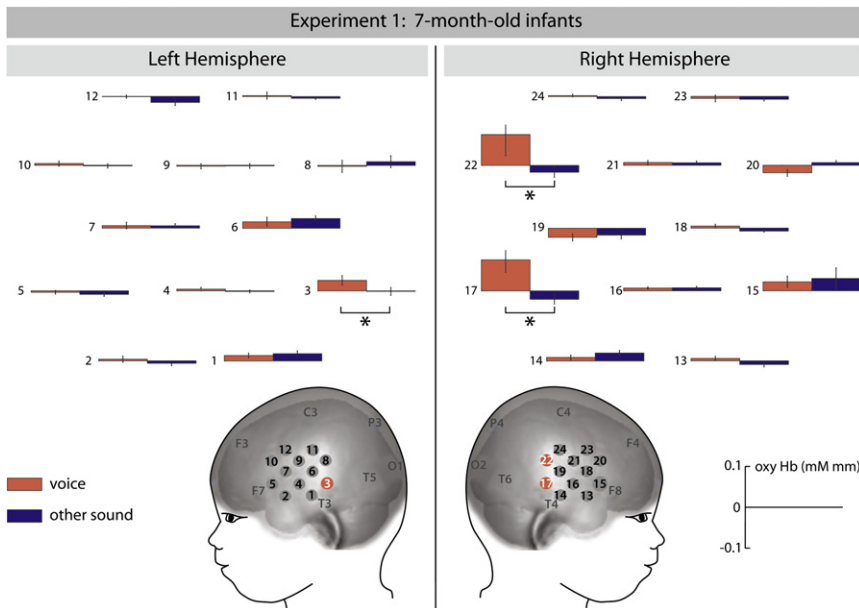 Experiment 1: 7-month-old infants
Left Hemisphere
Right Hemisphere
12 11
24 23
10 9 8
22 21 20
*
7 6
19 18
5 4 3
17 16 15
*
*
2 1
14 13
C3
P3
F3
O1
T5
F7
T3
12 11
10 9 8
7 6
5 4 3
2 1
C4
P4
F4
O2
T6
F8
T4
24 23
22 21 20
19 18
17 16 15
14 13
voice
other sound
0.1 oxy Hb (mM mm)
0
-0.1